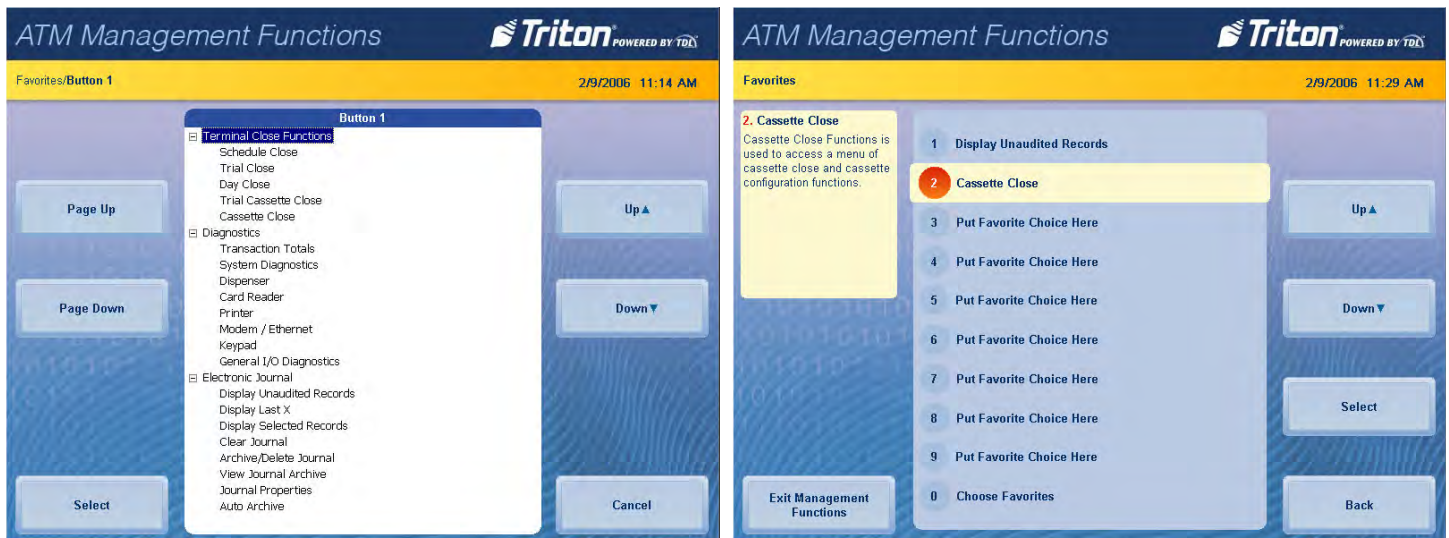 ATM Management Functions
Triton POWERED BY TDL
Favorites/Button 1
2/9/2006 11:14 AM
Button 1
Terminal Close Functions
Schedule Close
Trial Close
Day Close
Trial Cassette Close
Cassette Close
Diagnostics
Transaction Totals
System Diagnostics
Dispenser
Card Reader
Printer
Modem / Ethernet
Keypad
General I/O Diagnostics
Electronic Journal
Display Unaudited Records
Display Last X
Display Selected Records
Clear Journal
Archive/Delete Journal
View Journal Archive
Journal Properties
Auto Archive
Page Up
Page Down
Select
Up▲
Down▼
Cancel
ATM Management Functions
Triton POWERED BY TDL
Favorites
2/9/2006 11:29 AM
2. Cassette Close
Cassette Close Functions is
used to access a menu of
cassette close and cassette
configuration functions.
1 Display Unaudited Records
2 Cassette Close
3 Put Favorite Choice Here
4 Put Favorite Choice Here
5 Put Favorite Choice Here
6 Put Favorite Choice Here
7 Put Favorite Choice Here
8 Put Favorite Choice Here
9 Put Favorite Choice Here
0 Choose Favorites
Up▲
Down▼
Select
Exit Management
Functions
Back